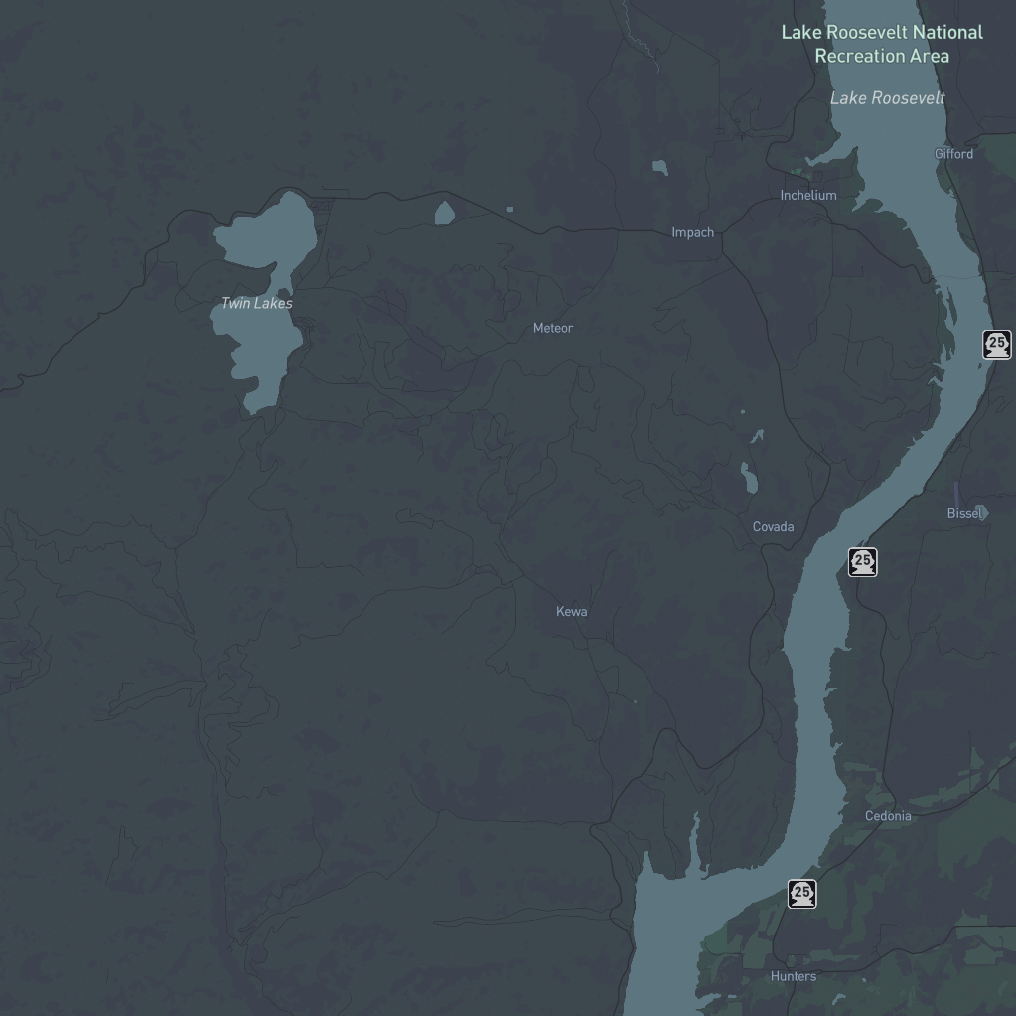 Lake Roosevelt National
Recreation Area
Lake Roosevelt
Gifford
Inchelium
Impach
Twin Lakes
Meteor
25
Bissel
Covada
25
Kewa
Cedonia
25
Hunters